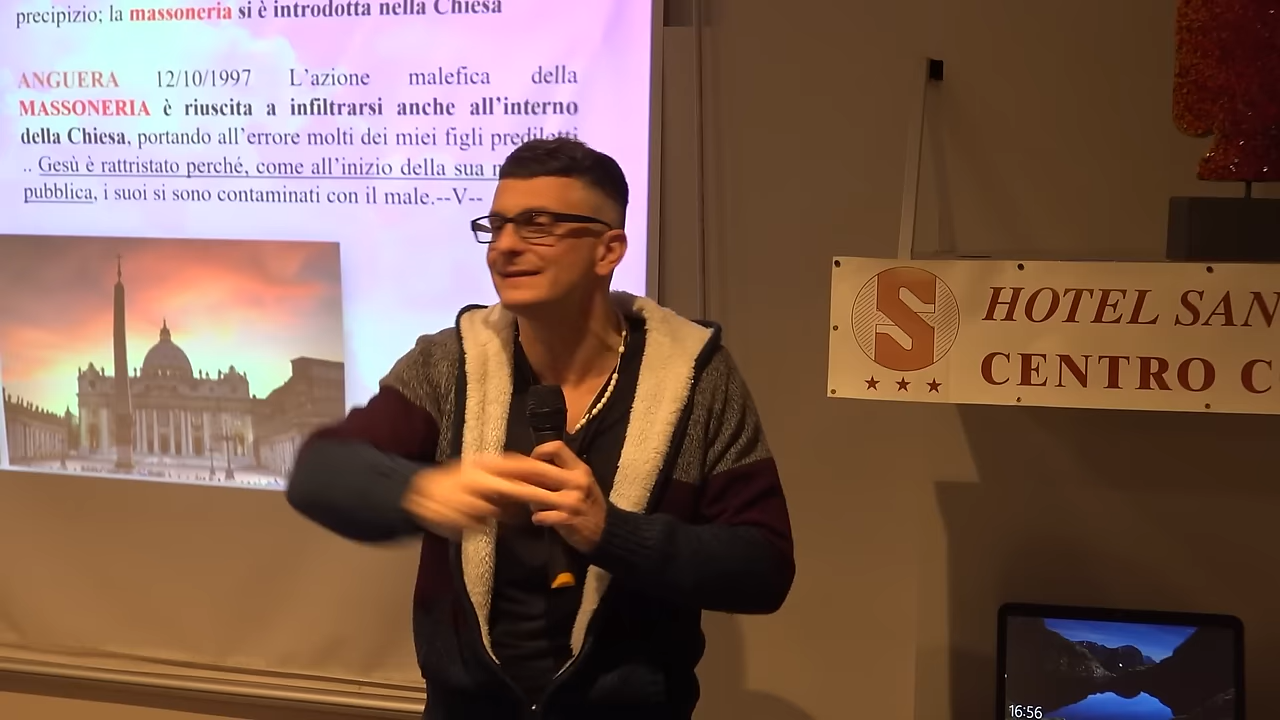 precipizio; la massoneria si è introdotta nella Chiesa
ANGUERA 12/10/1997 L'azione malefica della
MASSONERIA è riuscita a infiltrarsi anche all'interno
della Chiesa, portando all'errore molti dei miei figli prediletti
.. Gesù è rattristato perché, come all'inizio della sua
pubblica, i suoi si sono contaminati con il male.--V--
S
HOTEL SAN
CENTRO C
16:56